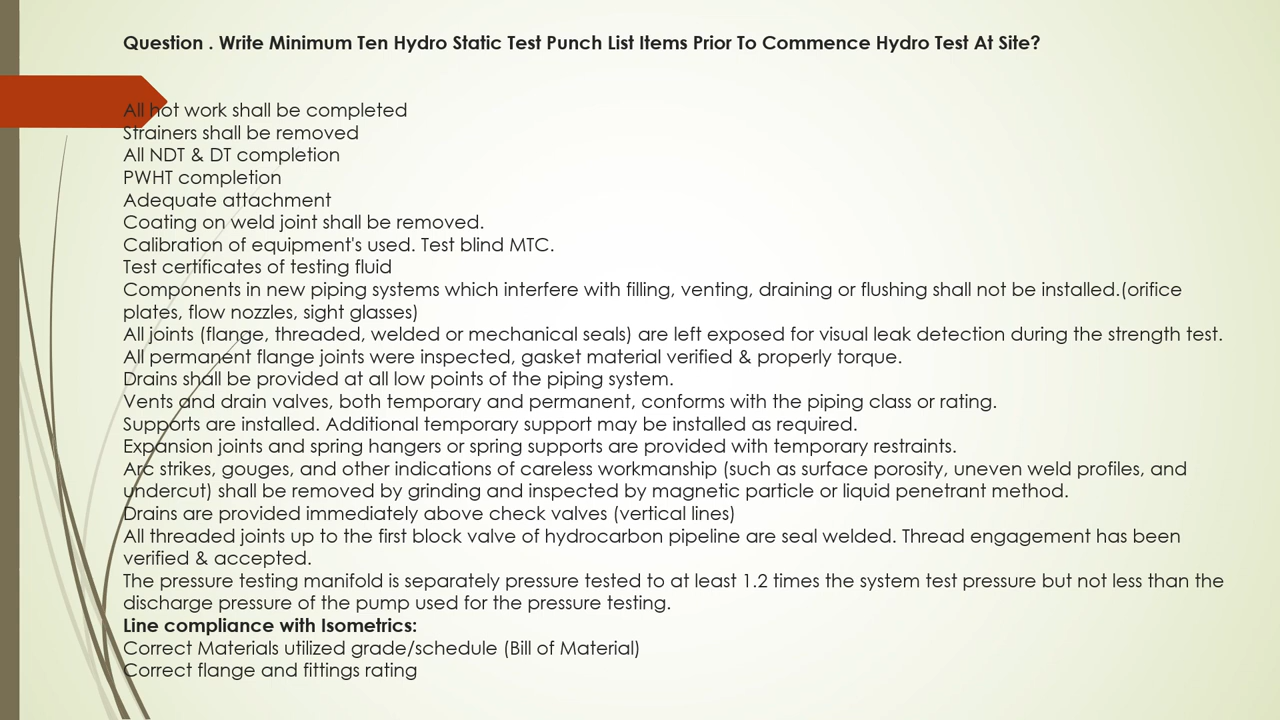 Question . Write Minimum Ten Hydro Static Test Punch List Items Prior To Commence Hydro Test At Site?
All hot work shall be completed
Strainers shall be removed
All NDT & DT completion
PWHT completion
Adequate attachment
Coating on weld joint shall be removed.
Calibration of equipment's used. Test blind MTC.
Test certificates of testing fluid
Components in new piping systems which interfere with filling, venting, draining or flushing shall not be installed.(orifice
plates, flow nozzles, sight glasses)
All joints (flange, threaded, welded or mechanical seals) are left exposed for visual leak detection during the strength test.
All permanent flange joints were inspected, gasket material verified & properly torque.
Drains shall be provided at all low points of the piping system.
Vents and drain valves, both temporary and permanent, conforms with the piping class or rating.
Supports are installed. Additional temporary support may be installed as required.
Expansion joints and spring hangers or spring supports are provided with temporary restraints.
Arc strikes, gouges, and other indications of careless workmanship (such as surface porosity, uneven weld profiles, and
undercut) shall be removed by grinding and inspected by magnetic particle or liquid penetrant method.
Drains are provided immediately above check valves (vertical lines)
All threaded joints up to the first block valve of hydrocarbon pipeline are seal welded. Thread engagement has been
verified & accepted.
The pressure testing manifold is separately pressure tested to at least 1.2 times the system test pressure but not less than the
discharge pressure of the pump used for the pressure testing.
Line compliance with Isometrics:
Correct Materials utilized grade/schedule (Bill of Material)
Correct flange and fittings rating